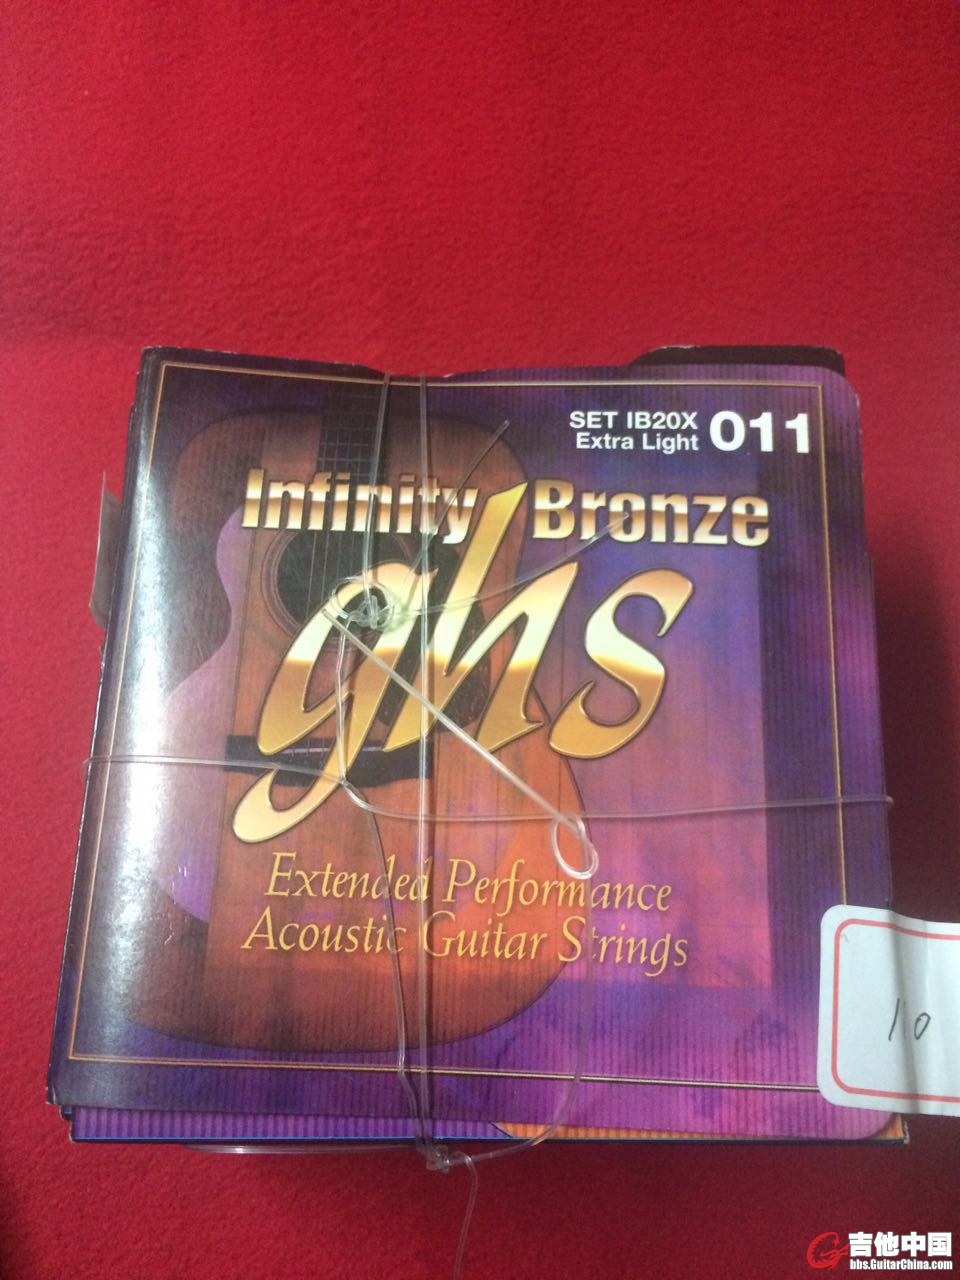 SET IB20X
Extra Light
011
Infinity Bronze
ghs
Extended Performance
Acoustic Guitar Strings
110
吉他中国
bbs.GuitarChina.com